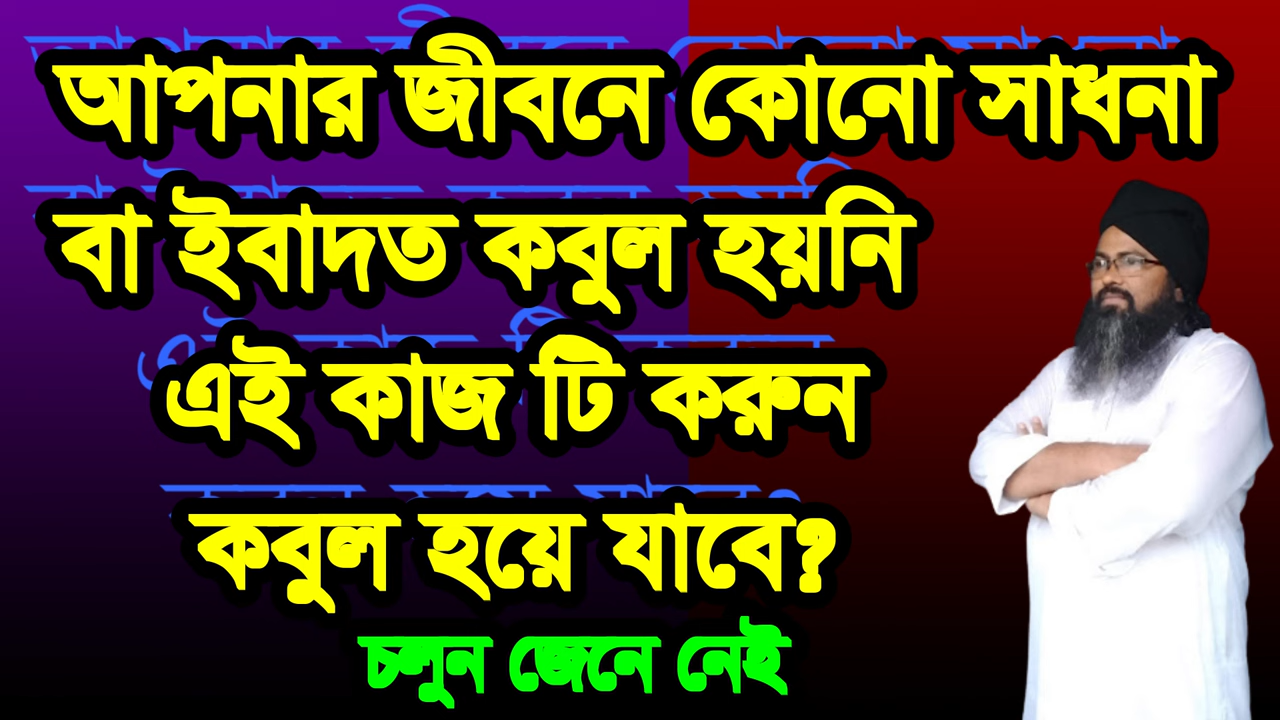 আপনার জীবনে কোনো সাধনা
বা ইবাদত কবুল হয়নি
এই কাজ টি করুন
কবুল হয়ে যাবে?
চলুন জেনে নেই